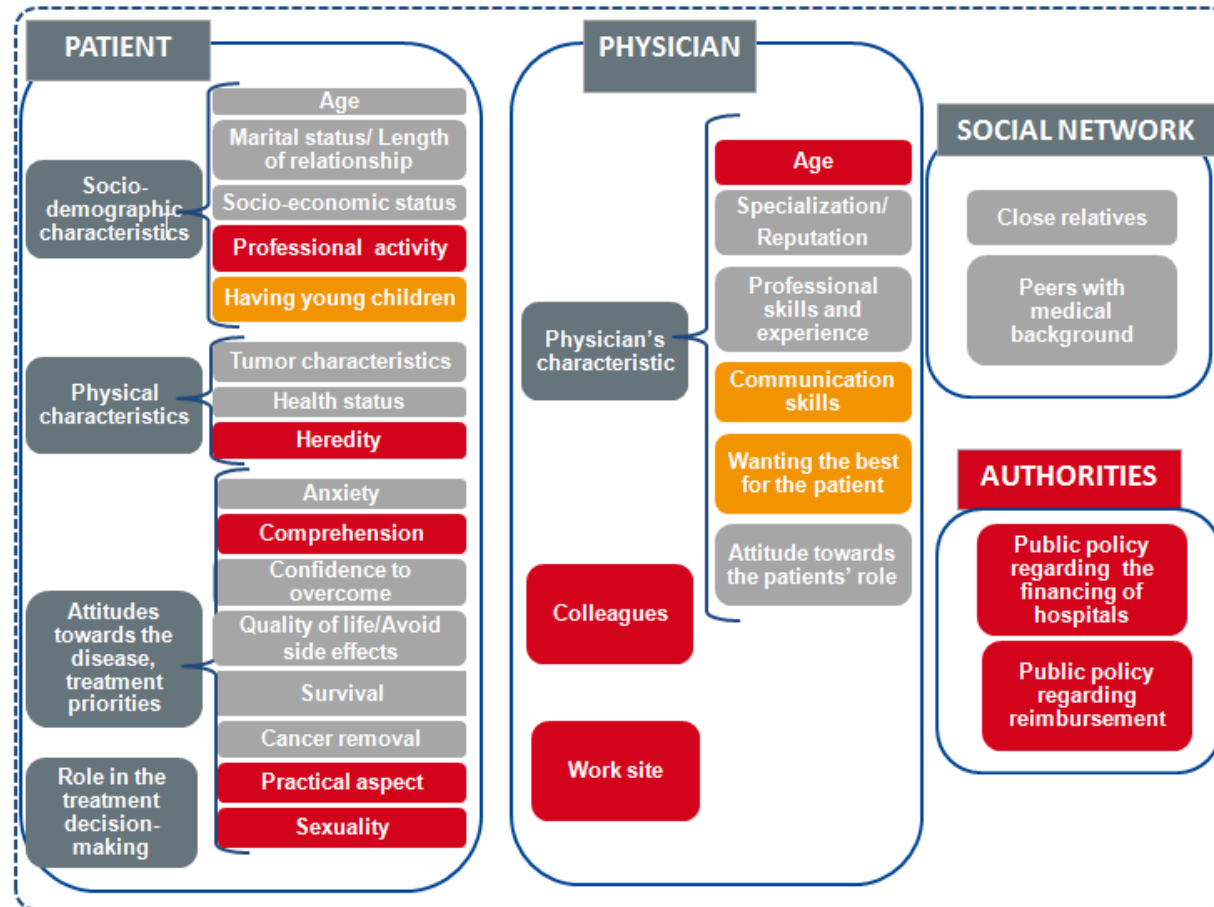 PATIENT
Socio-
demographic
characteristics
Age
Marital status/ Length
of relationship
Socio-economic status
Professional activity
Having young children
Physical
characteristics
Tumor characteristics
Health status
Heredity
Attitudes
towards the
disease,
treatment
priorities
Anxiety
Comprehension
Confidence to
overcome
Quality of life/Avoid
side effects
Survival
Cancer removal
Practical aspect
Sexuality
Role in the
treatment
decision-
making
PHYSICIAN
Physician's
characteristic
Age
Specialization/
Reputation
Professional
skills and
experience
Communication
skills
Wanting the best
for the patient
Attitude towards
the patients' role
Colleagues
Work site
SOCIAL NETWORK
Close relatives
Peers with
medical
background
AUTHORITIES
Public policy
regarding the
financing of
hospitals
Public policy
regarding
reimbursement